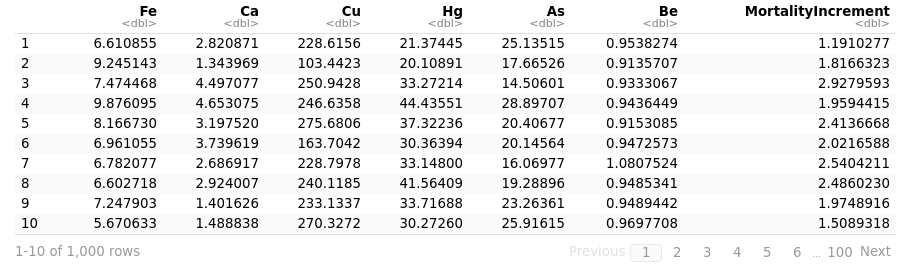 Fe Ca Cu Hg As Be MortalityIncrement
<dbl> <dbl> <dbl> <dbl> <dbl> <dbl> <dbl>
1 6.610855 2.820871 228.6156 21.37445 25.13515 0.9538274 1.1910277
2 9.245143 1.343969 103.4423 20.10891 17.66526 0.9135707 1.8166323
3 7.474468 4.497077 250.9428 33.27214 14.50601 0.9333067 2.9279593
4 9.876095 4.653075 246.6358 44.43551 28.89707 0.9436449 1.9594415
5 8.166730 3.197520 275.6806 37.32236 20.40677 0.9153085 2.4136668
6 6.961055 3.739619 163.7042 30.36394 20.14564 0.9472573 2.0216588
7 6.782077 2.686917 228.7978 33.14800 16.06977 1.0807524 2.5404211
8 6.602718 2.924007 240.1185 41.56409 19.28896 0.9485341 2.4860230
9 7.247903 1.401626 233.1337 33.71688 23.26361 0.9489442 1.9748916
10 5.670633 1.488838 270.3272 30.27260 25.91615 0.9697708 1.5089318
1-10 of 1,000 rows Previous 1 2 3 4 5 6 ... 100 Next